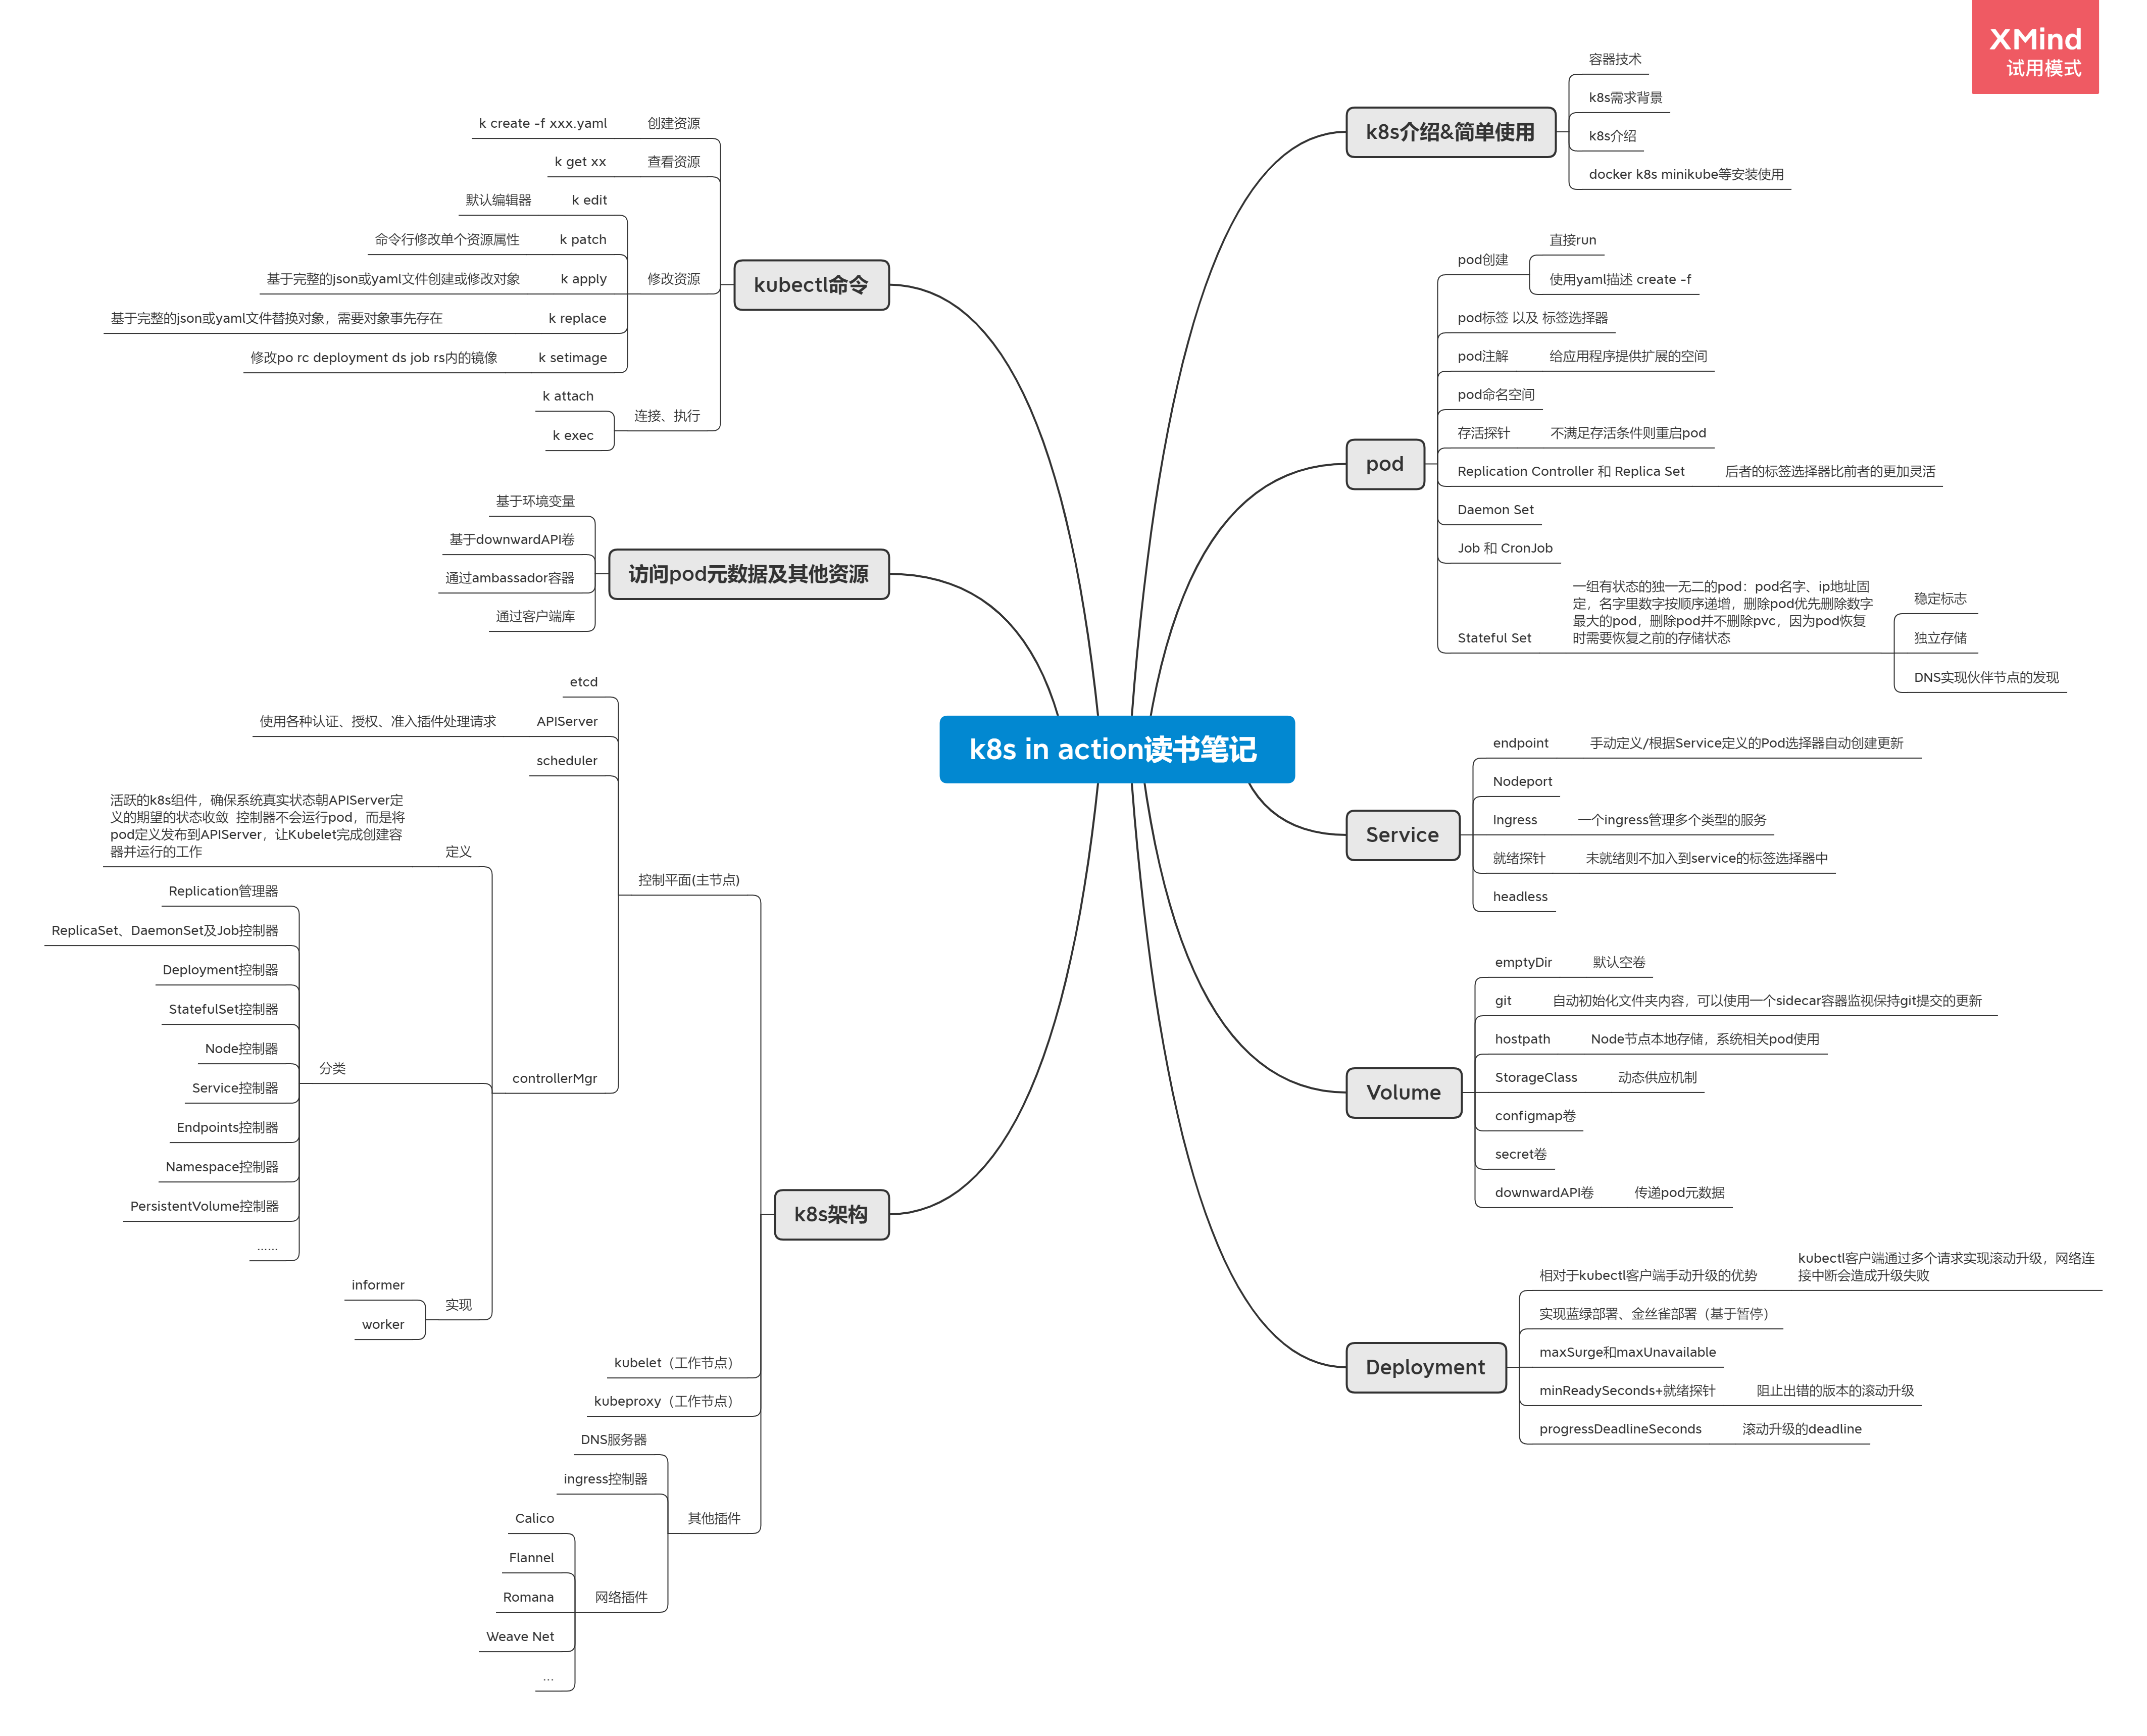 XMind
试用模式
k8s in action读书笔记
k8s介绍&简单使用
容器技术
k8s需求背景
k8s介绍
docker k8s minikube等安装使用
pod
pod创建
直接run
使用yaml描述 create -f
pod标签 以及 标签选择器
pod注解
给应用程序提供扩展的空间
pod命名空间
存活探针
不满足存活条件则重启pod
Replication Controller 和 Replica Set
后者的标签选择器比前者的更加灵活
Daemon Set
Job 和 CronJob
Stateful Set
一组有状态的独一无二的pod：pod名字、ip地址固
定，名字里数字按顺序递增，删除pod优先删除数字
最大的pod，删除pod并不删除pvc，因为pod恢复
时需要恢复之前的存储状态
稳定标志
独立存储
DNS实现伙伴节点的发现
Service
endpoint
手动定义/根据Service定义的Pod选择器自动创建更新
Nodeport
Ingress
一个ingress管理多个类型的服务
就绪探针
未就绪则不加入到service的标签选择器中
headless
Volume
emptyDir
默认空卷
git
自动初始化文件夹内容，可以使用一个sidecar容器监视保持git提交的更新
hostpath
Node节点本地存储，系统相关pod使用
StorageClass
动态供应机制
configmap卷
secret卷
downwardAPI卷
传递pod元数据
Deployment
相对于kubectl客户端手动升级的优势
kubectl客户端通过多个请求实现滚动升级，网络连
接中断会造成升级失败
实现蓝绿部署、金丝雀部署（基于暂停）
maxSurge和maxUnavailable
minReadySeconds+就绪探针
阻止出错的版本的滚动升级
progressDeadlineSeconds
滚动升级的deadline
kubectl命令
创建资源
k create -f xxx.yaml
查看资源
k get xx
修改资源
k edit
默认编辑器
k patch
命令行修改单个资源属性
k apply
基于完整的json或yaml文件创建或修改对象
k replace
基于完整的json或yaml文件替换对象，需要对象事先存在
k setimage
修改po rc deployment ds job rs内的镜像
连接、执行
k attach
k exec
访问pod元数据及其他资源
基于环境变量
基于downwardAPI卷
通过ambassador容器
通过客户端库
k8s架构
控制平面(主节点)
etcd
APIServer
使用各种认证、授权、准入插件处理请求
scheduler
controllerMgr
定义
活跃的k8s组件，确保系统真实状态朝APIServer定
义的期望的状态收敛 控制器不会运行pod，而是将
pod定义发布到APIServer，让Kubelet完成创建容
器并运行的工作
分类
Replication管理器
ReplicaSet、DaemonSet及Job控制器
Deployment控制器
StatefulSet控制器
Node控制器
Service控制器
Endpoints控制器
Namespace控制器
PersistentVolume控制器
……
实现
informer
worker
kubelet（工作节点）
kubeproxy（工作节点）
其他插件
DNS服务器
ingress控制器
网络插件
Calico
Flannel
Romana
Weave Net
…